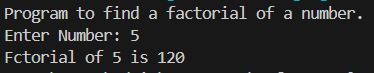 Program to find a factorial of a number.
Enter Number: 5
Fctorial of 5 is 120